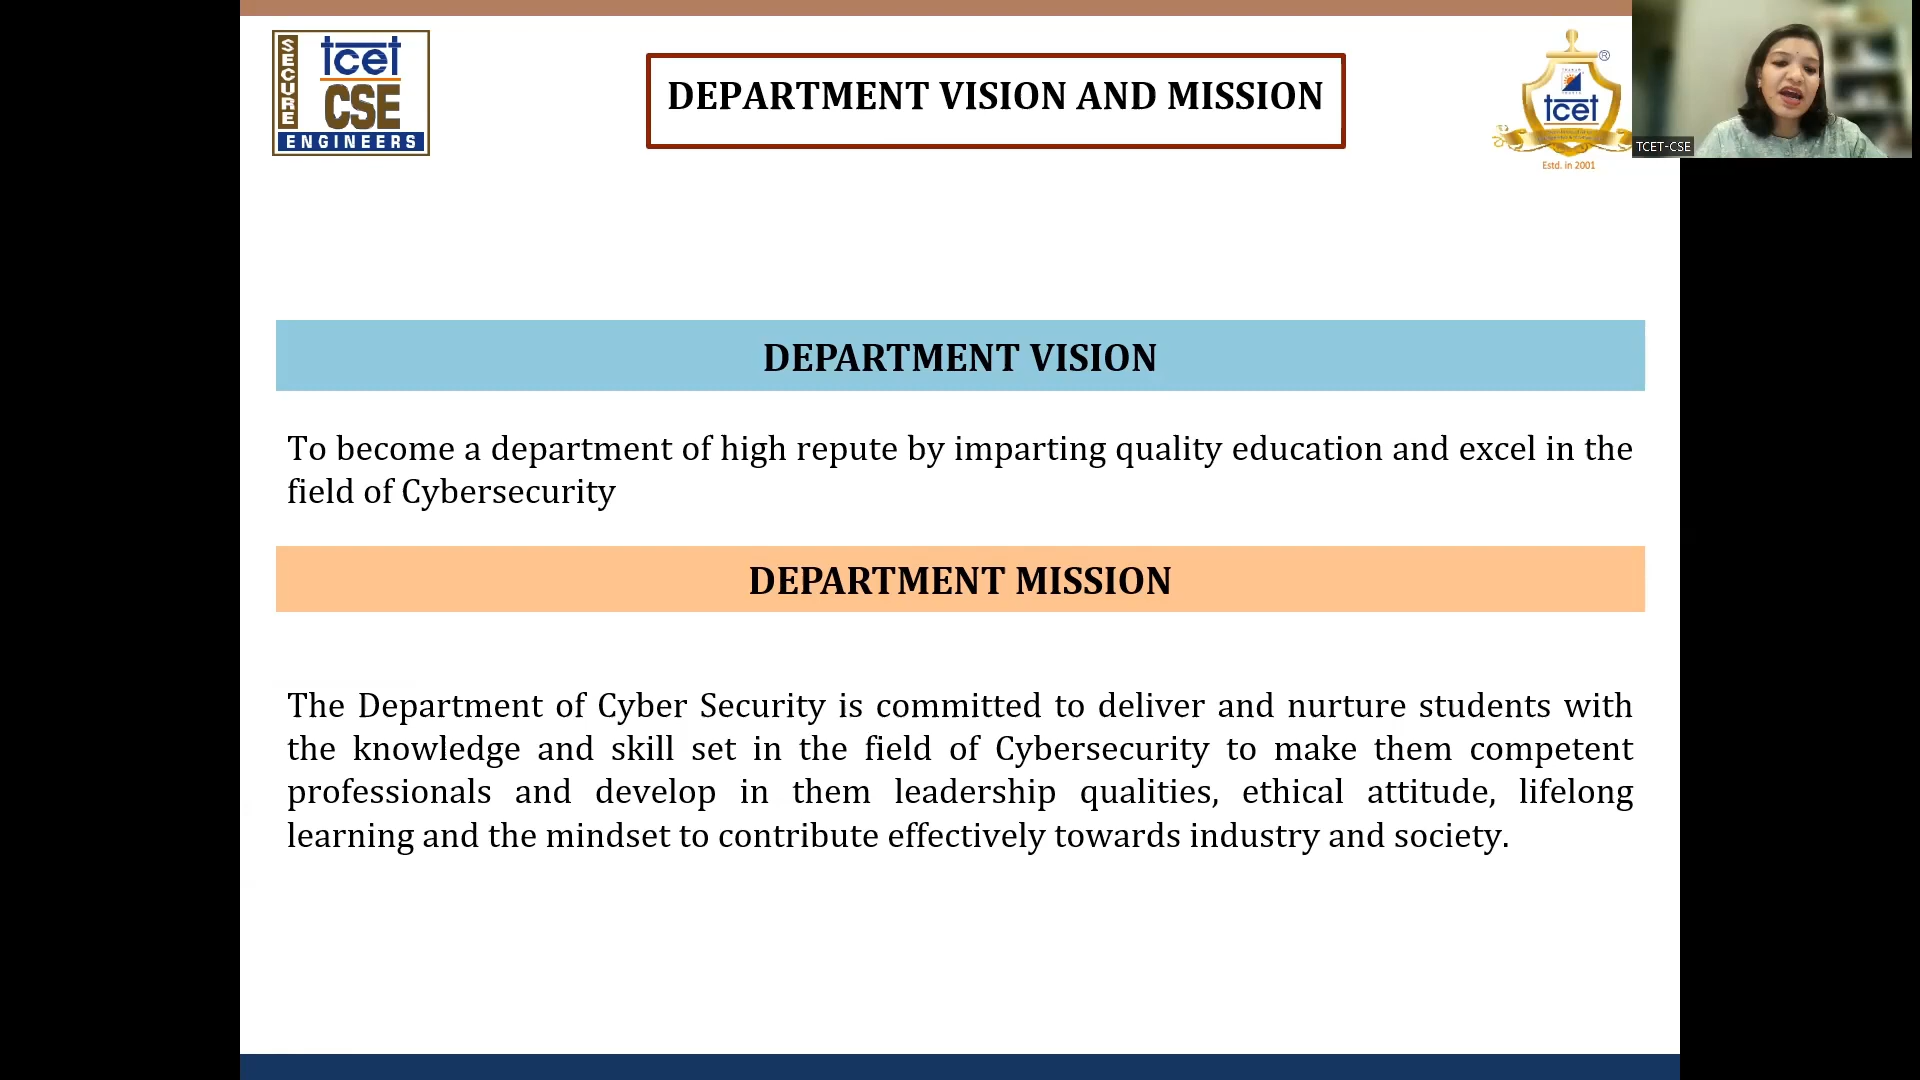 SECURE
tcet
CSE
ENGINEERS
DEPARTMENT VISION AND MISSION
®
tcet
Estd. in 2001
TCET-CSE
DEPARTMENT VISION
To become a department of high repute by imparting quality education and excel in the
field of Cybersecurity
DEPARTMENT MISSION
The Department of Cyber Security is committed to deliver and nurture students with
the knowledge and skill set in the field of Cybersecurity to make them competent
professionals and develop in them leadership qualities, ethical attitude, lifelong
learning and the mindset to contribute effectively towards industry and society.